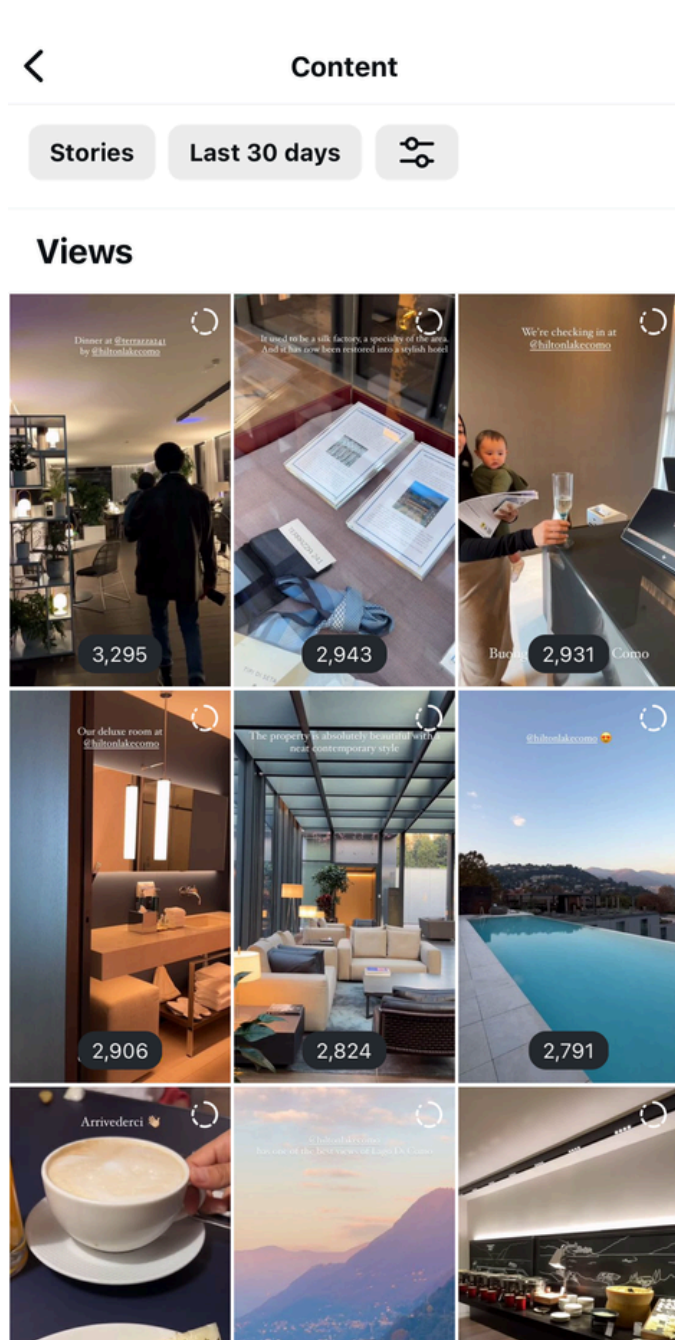 Content
Stories
Last 30 days
Views
Dinner at @terrazza241
by @hiltonlakecomo
3,295
It used to be a silk factory, a specialty of the area.
And it has now been restored into a stylish hotel
2,943
We're checking in at
@hiltonlakecomo
Como
2,931
Our deluxe room at
@hiltonlakecomo
2,906
The property is absolutely beautiful with a
neat contemporary style
2,824
@hiltonlakecomo 😍
2,791
Arrivederci 👋🏼
@hiltonlakecomo